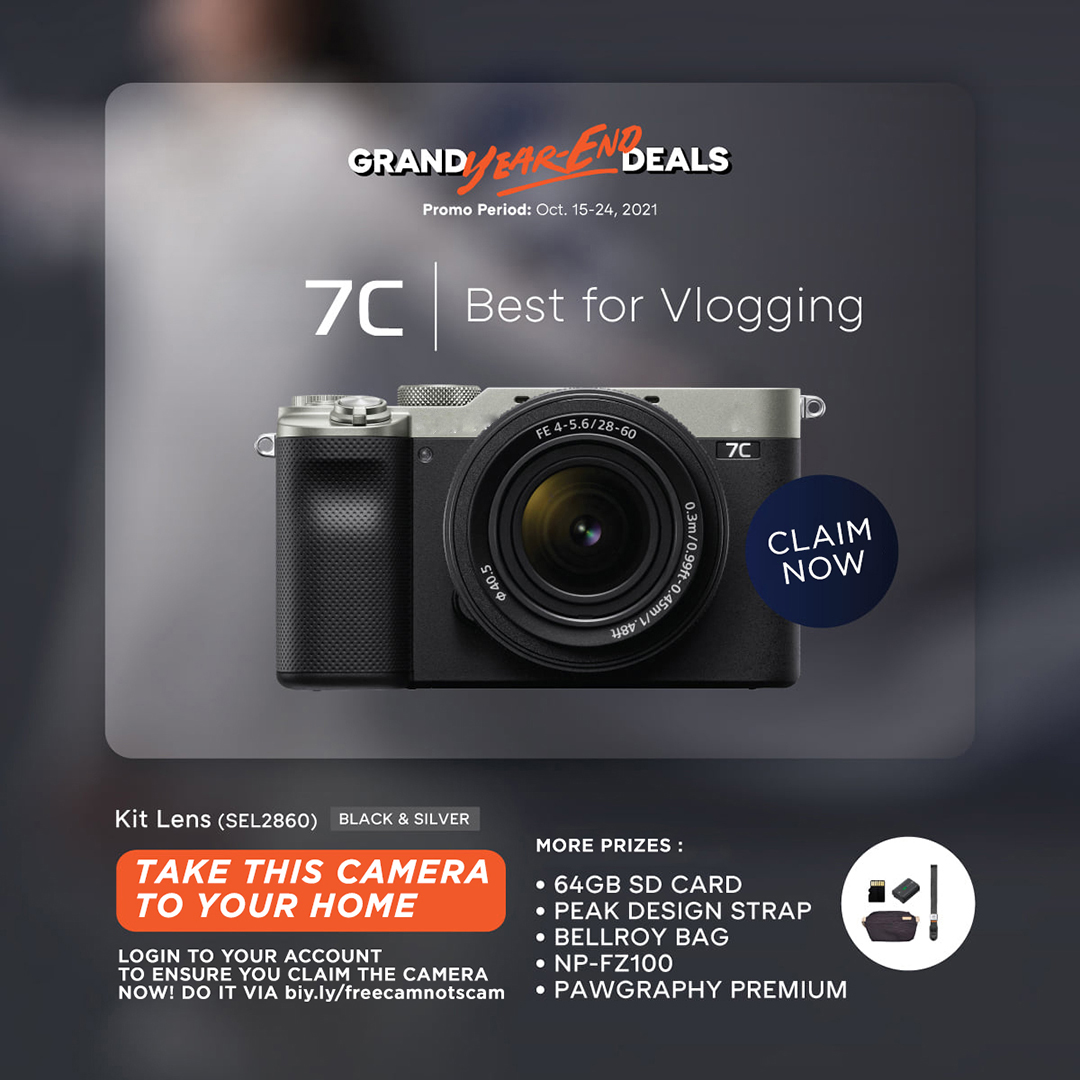 GRAND YEAR-END DEALS
Promo Period: Oct. 15-24, 2021
7C
Best for Vlogging
FE 4-5.6/28-60
7C
0.3m/0.99ft-0.45m/1.48ft
ϕ40.5
CLAIM
NOW
Kit Lens (SEL2860)
BLACK & SILVER
TAKE THIS CAMERA
TO YOUR HOME
LOGIN TO YOUR ACCOUNT
TO ENSURE YOU CLAIM THE CAMERA
NOW! DO IT VIA biy.ly/freecamnotscam
MORE PRIZES :
• 64GB SD CARD
• PEAK DESIGN STRAP
• BELLROY BAG
• NP-FZ100
• PAWGRAPHY PREMIUM